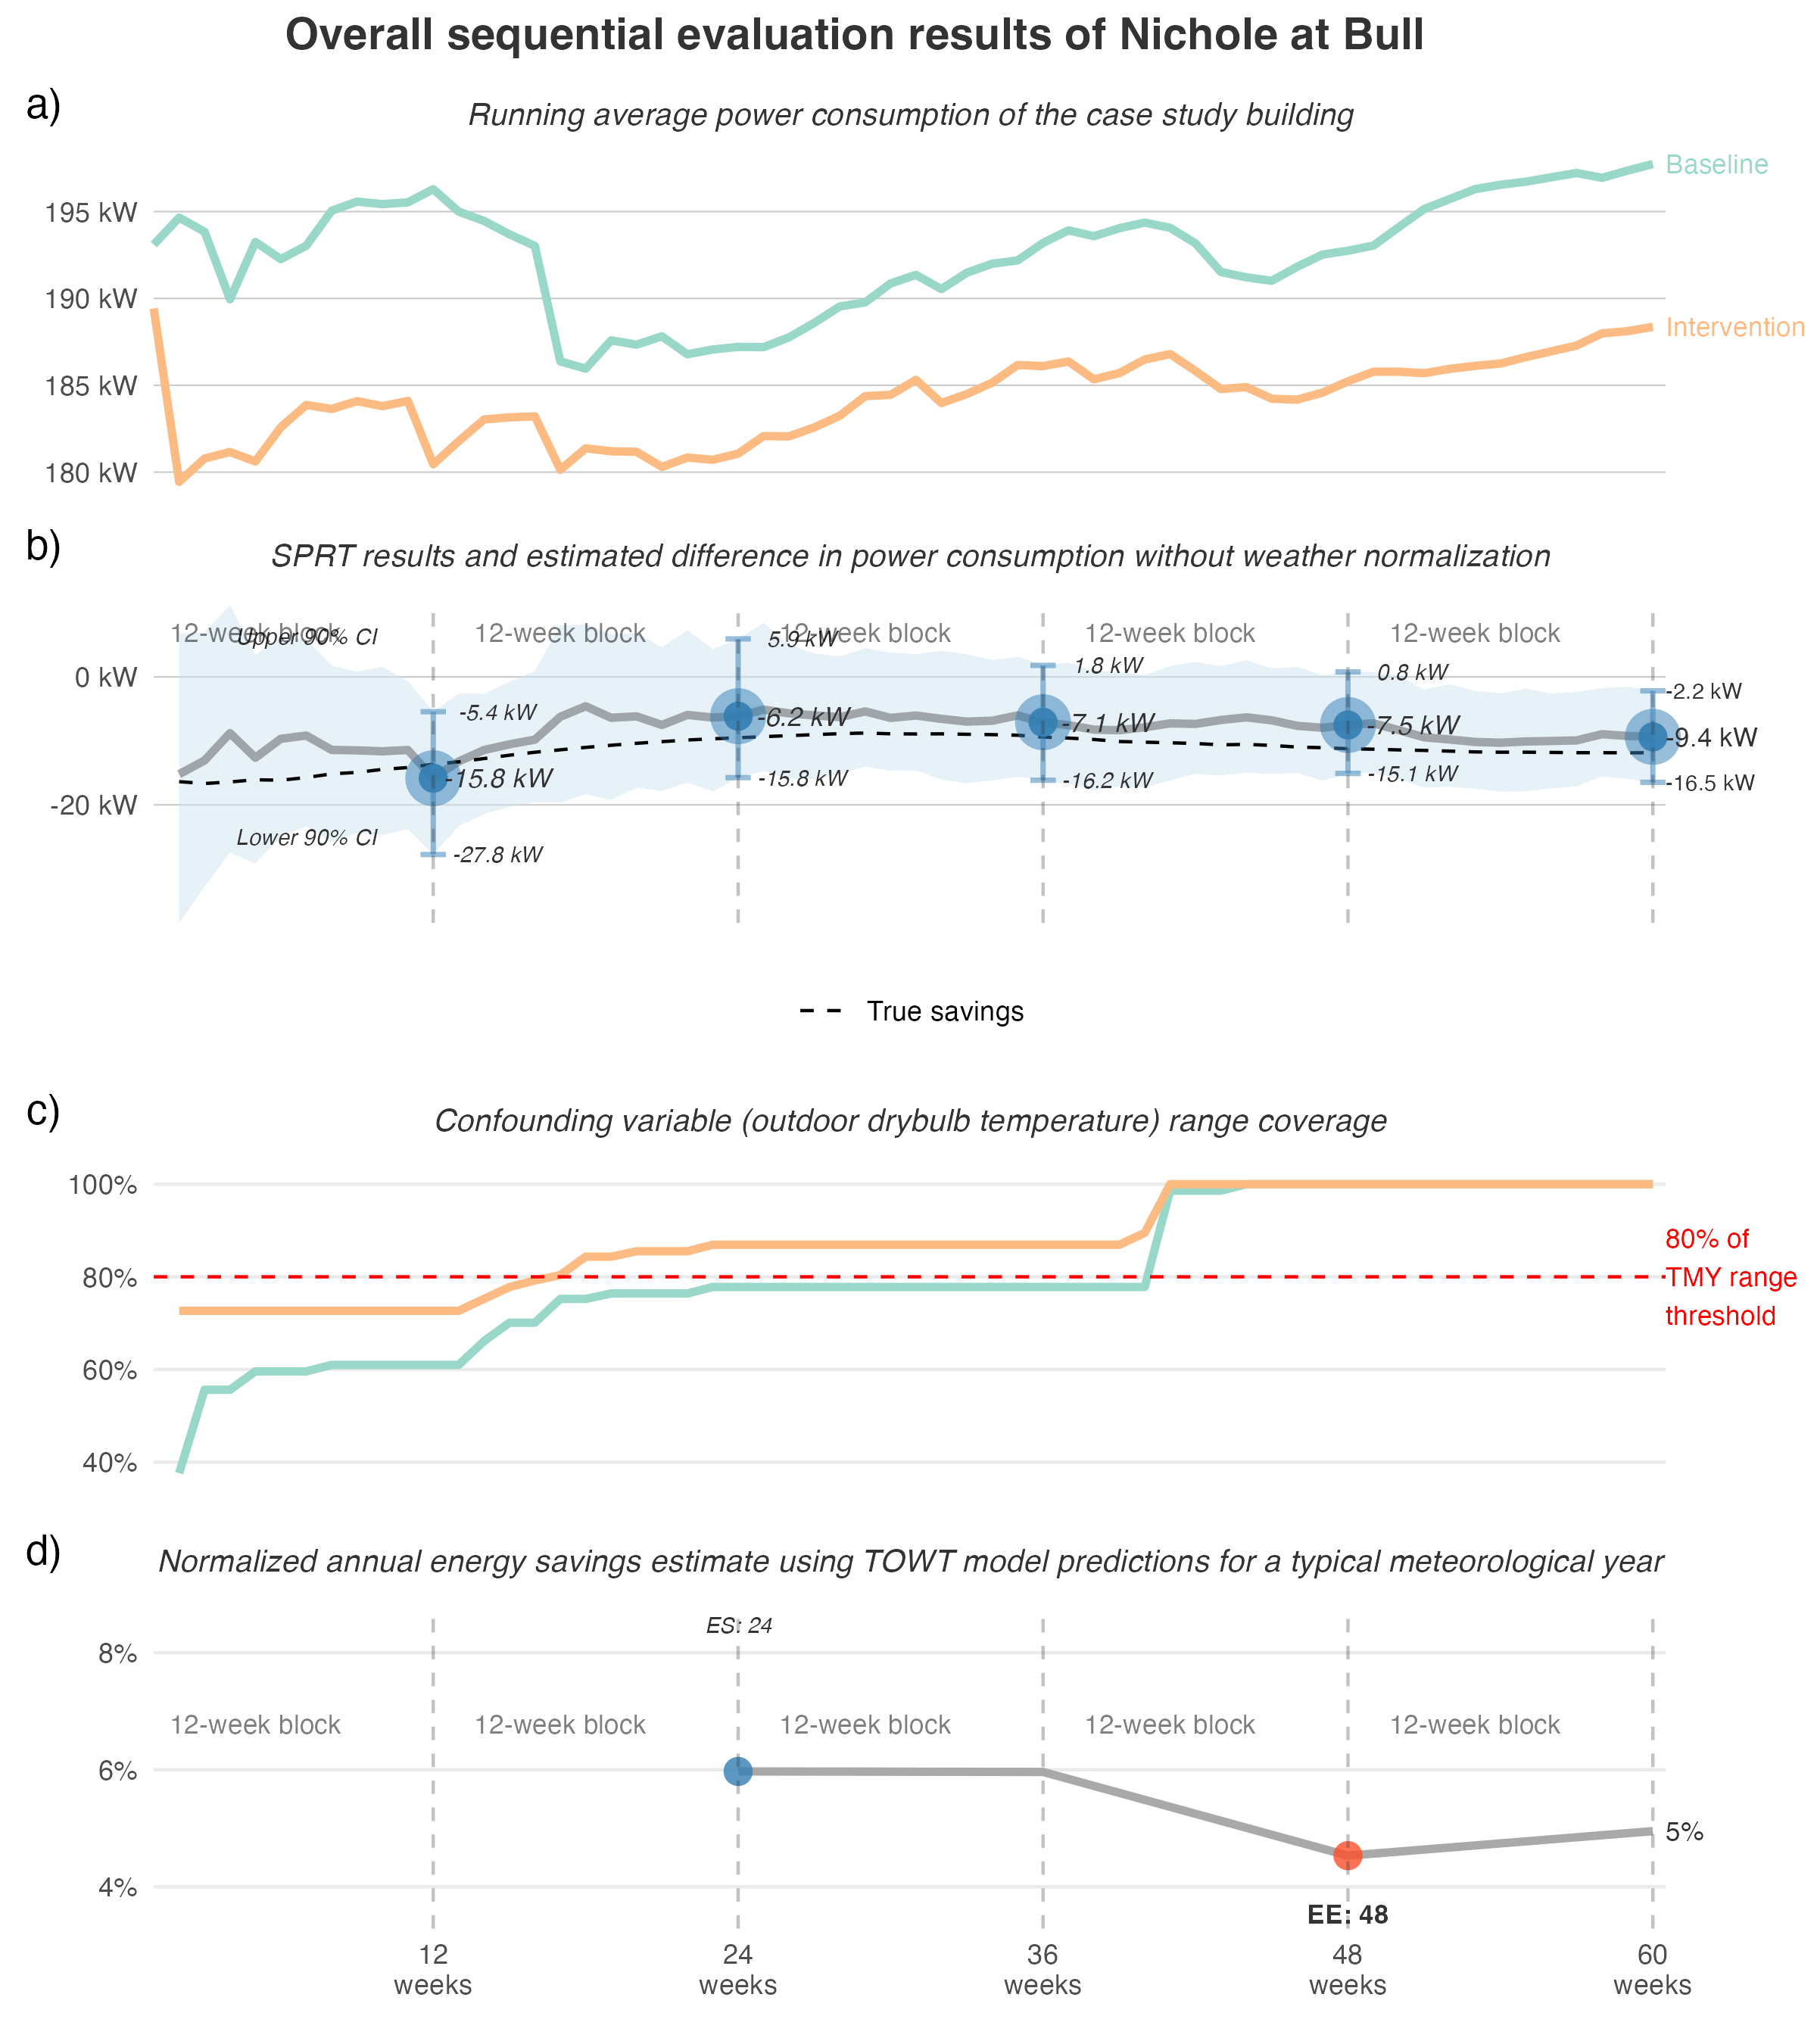 Overall sequential evaluation results of Nichole at Bull
a)
Running average power consumption of the case study building
Baseline
195 kW
190 kW
Intervention
185 kW
180 kW
b)
SPRT results and estimated difference in power consumption without weather normalization
12-week block
12-week block
12-week block
12-week block
12-week block
Upper 90% CI
5.9 kW
1.8 kW
0.8 kW
0 kW
-2.2 kW
-5.4 kW
-6.2 kW
-7.1 kW
-7.5 kW
-9.4 kW
-15.8 kW
-15.8 kW
-16.2 kW
-15.1 kW
-16.5 kW
-20 kW
Lower 90% CI
-27.8 kW
True savings
c)
Confounding variable (outdoor drybulb temperature) range coverage
100%
80%
60%
40%
80% of
TMY range
threshold
d)
Normalized annual energy savings estimate using TOWT model predictions for a typical meteorological year
ES: 24
8%
12-week block
12-week block
12-week block
12-week block
12-week block
6%
5%
4%
EE: 48
12
weeks
24
weeks
36
weeks
48
weeks
60
weeks